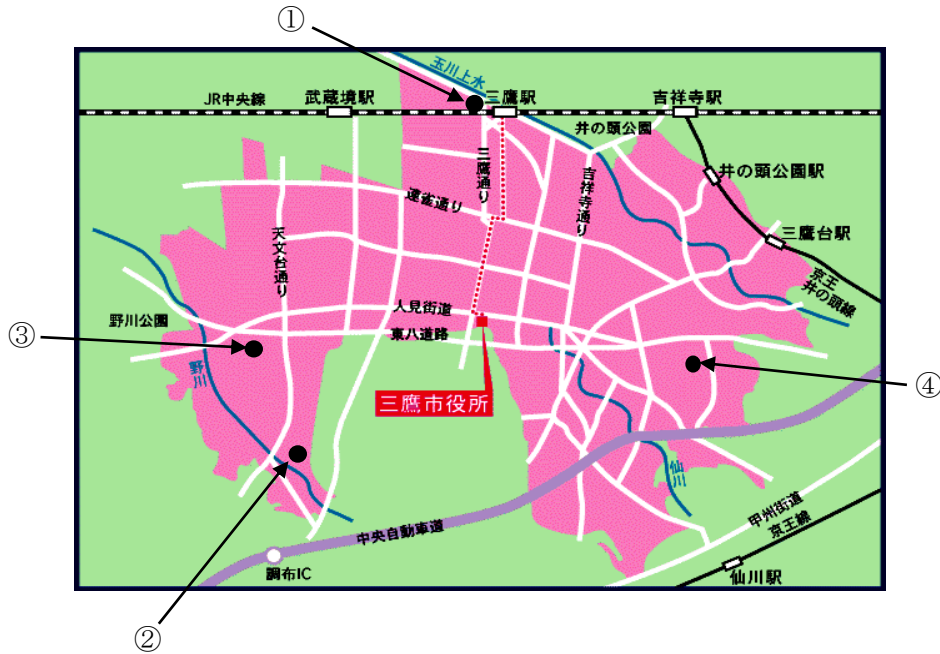 ①
玉川上水
JR中央線
武蔵境駅
三鷹駅
吉祥寺駅
井の頭公園
三鷹通り
井の頭公園駅
吉祥寺通り
連雀通り
天文台通り
三鷹台駅
京王
井の頭線
人見街道
野川公園
東八道路
③
野川
④
三鷹市役所
仙川
甲州街道
京王線
中央自動車道
調布IC
仙川駅
②